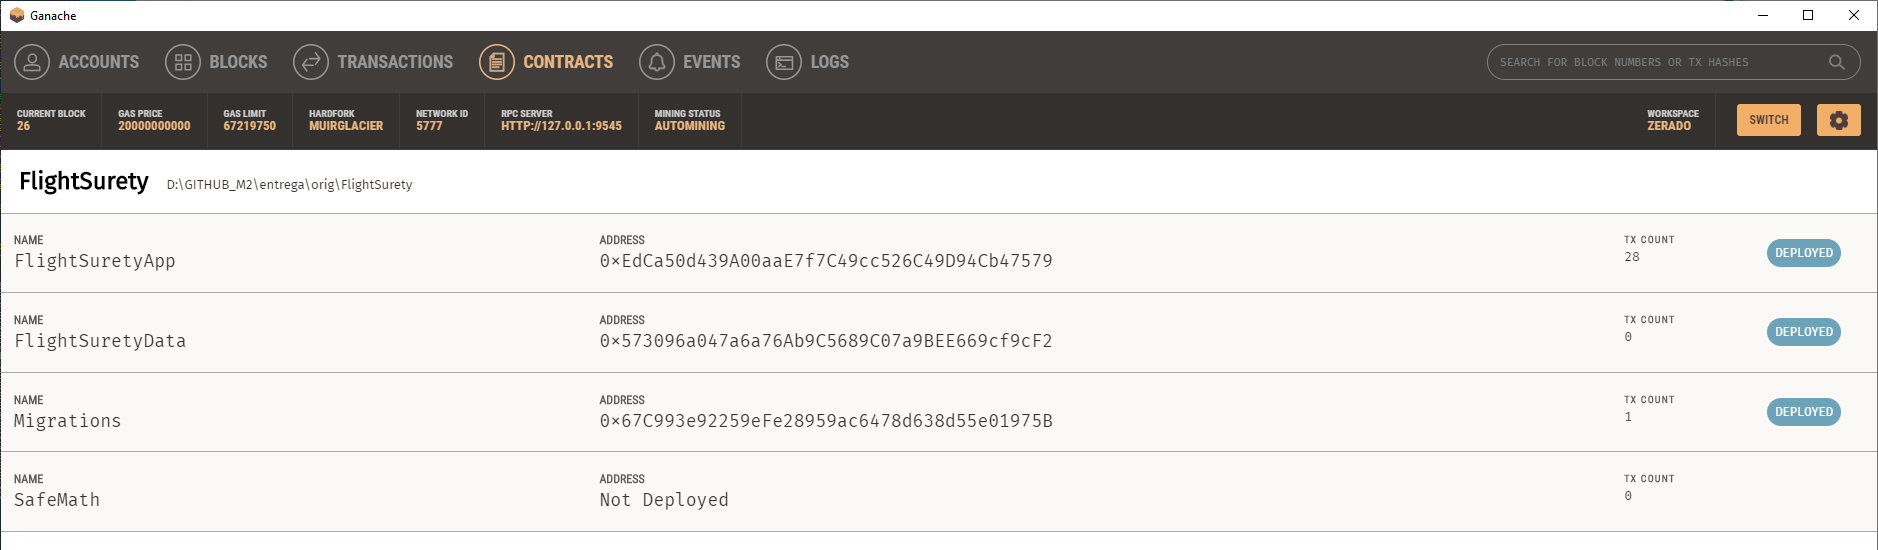 Ganache
ACCOUNTS BLOCKS TRANSACTIONS CONTRACTS EVENTS LOGS SEARCH FOR BLOCK NUMBERS OR TX HASHES
CURRENT BLOCK GAS PRICE GAS LIMIT HARDFORK NETWORK ID RPC SERVER MINING STATUS WORKSPACE
26 20000000000 67219750 MUIRGLACIER 5777 HTTP://127.0.0.1:9545 AUTOMINING ZERADO SWITCH
FlightSurety D:\GITHUB_M2\entrega\orig\FlightSurety
NAME ADDRESS TX COUNT
FlightSuretyApp 0×EdCa50d439A00aaE7f7C49cc526C49D94Cb47579 28 DEPLOYED
NAME ADDRESS TX COUNT
FlightSuretyData 0×573096a047a6a76Ab9C5689C07a9BEE669cf9cF2 0 DEPLOYED
NAME ADDRESS TX COUNT
Migrations 0×67C993e92259eFe28959ac6478d638d55e01975B 1 DEPLOYED
NAME ADDRESS TX COUNT
SafeMath Not Deployed 0